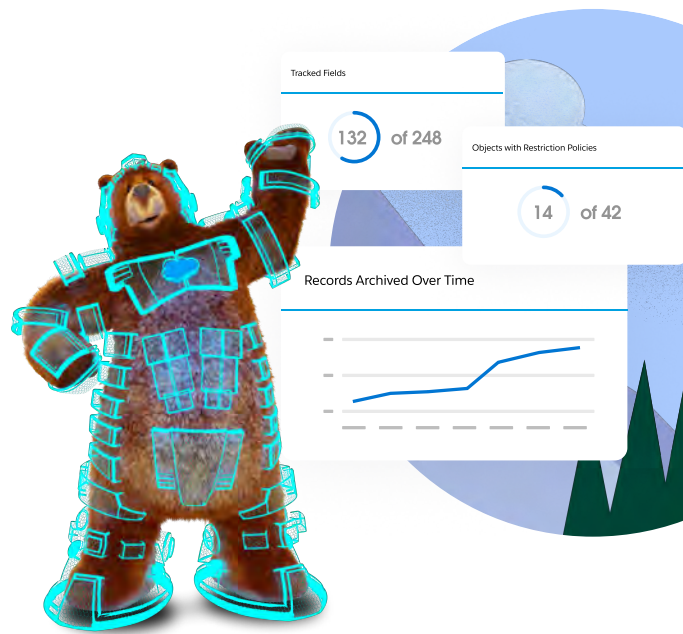 Tracked Fields
132 of 248
Objects with Restriction Policies
14 of 42
Records Archived Over Time